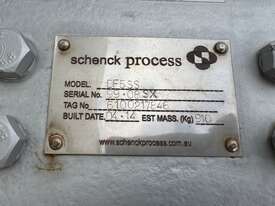 schenck process
MODEL
SERIAL No.
TAG No
BUILT DATE 04-14 EST MASS. (Kg) 910
www.schenckprocess.com.au